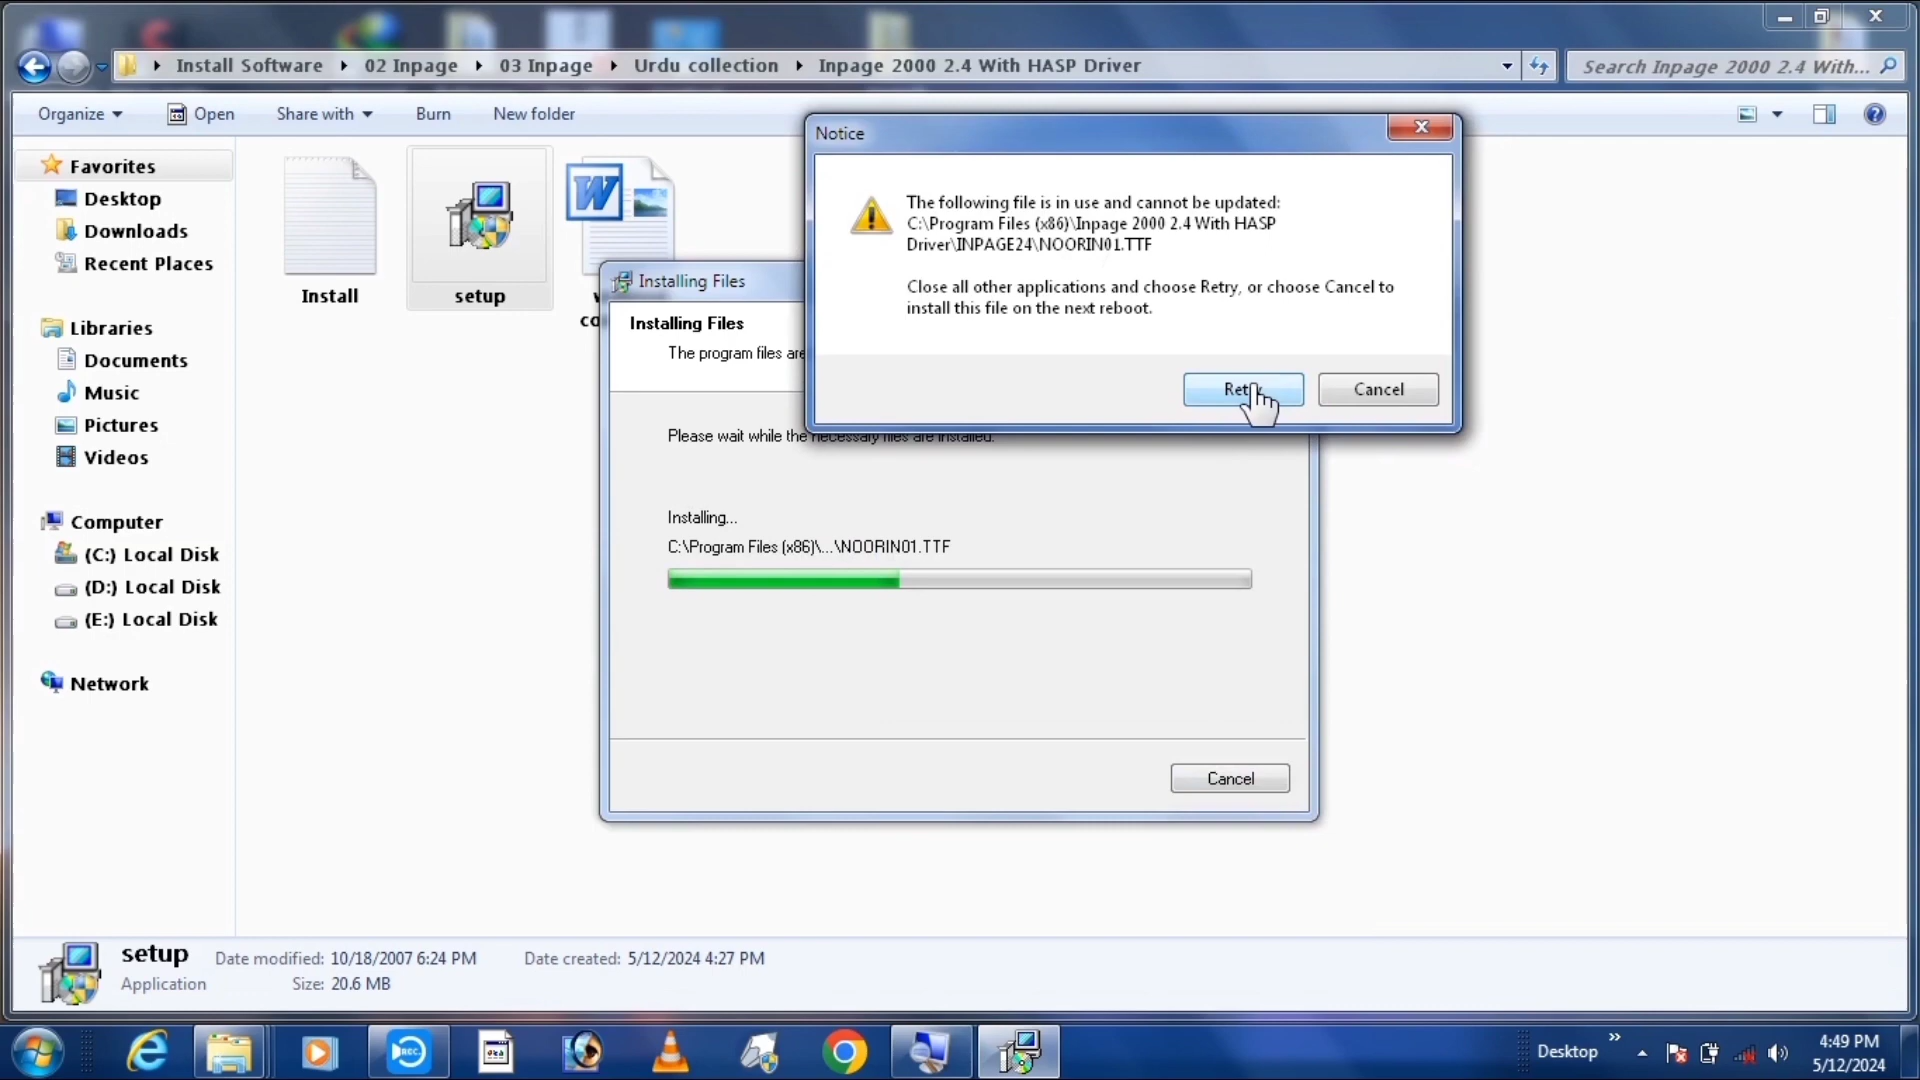 Install Software
02 Inpage
03 Inpage
Urdu collection
Inpage 2000 2.4 With HASP Driver
Search Inpage 2000 2.4 With...
Organize
Open
Share with
Burn
New folder
Favorites
Desktop
Downloads
Recent Places
Libraries
Documents
Music
Pictures
Videos
Computer
(C:) Local Disk
(D:) Local Disk
(E:) Local Disk
Network
Install
setup
Notice
The following file is in use and cannot be updated:
C:\Program Files (x86)\Inpage 2000 2.4 With HASP
Driver\INPAGE24\NOORIN01.TTF
Close all other applications and choose Retry, or choose Cancel to
install this file on the next reboot.
Retry
Cancel
Installing Files
Installing Files
The program files are
Please wait while the necessary files are installed.
Installing...
C:\Program Files (x86)\...\NOORIN01.TTF
Cancel
setup
Date modified: 10/18/2007 6:24 PM
Date created: 5/12/2024 4:27 PM
Application
Size: 20.6 MB
REC
Desktop
4:49 PM
5/12/2024